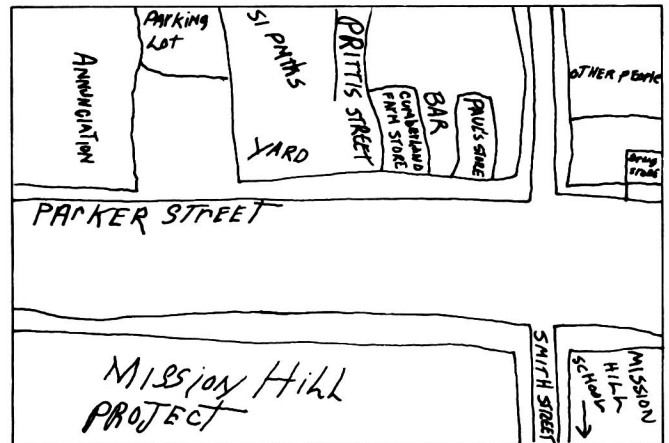 PArKing
Lot
ANNUNCIATION
SI PMTHS
YARD
PRITTIS STREET
CUMBERLAND
FArM STORE
BAR
PAUL'S STORE
OTHER PEOPLE
Drug
STORE
PArKER STrEET
MISSION HiLL
PROJECT
SMITH STREET
MISSION
HILL
SCHOOL